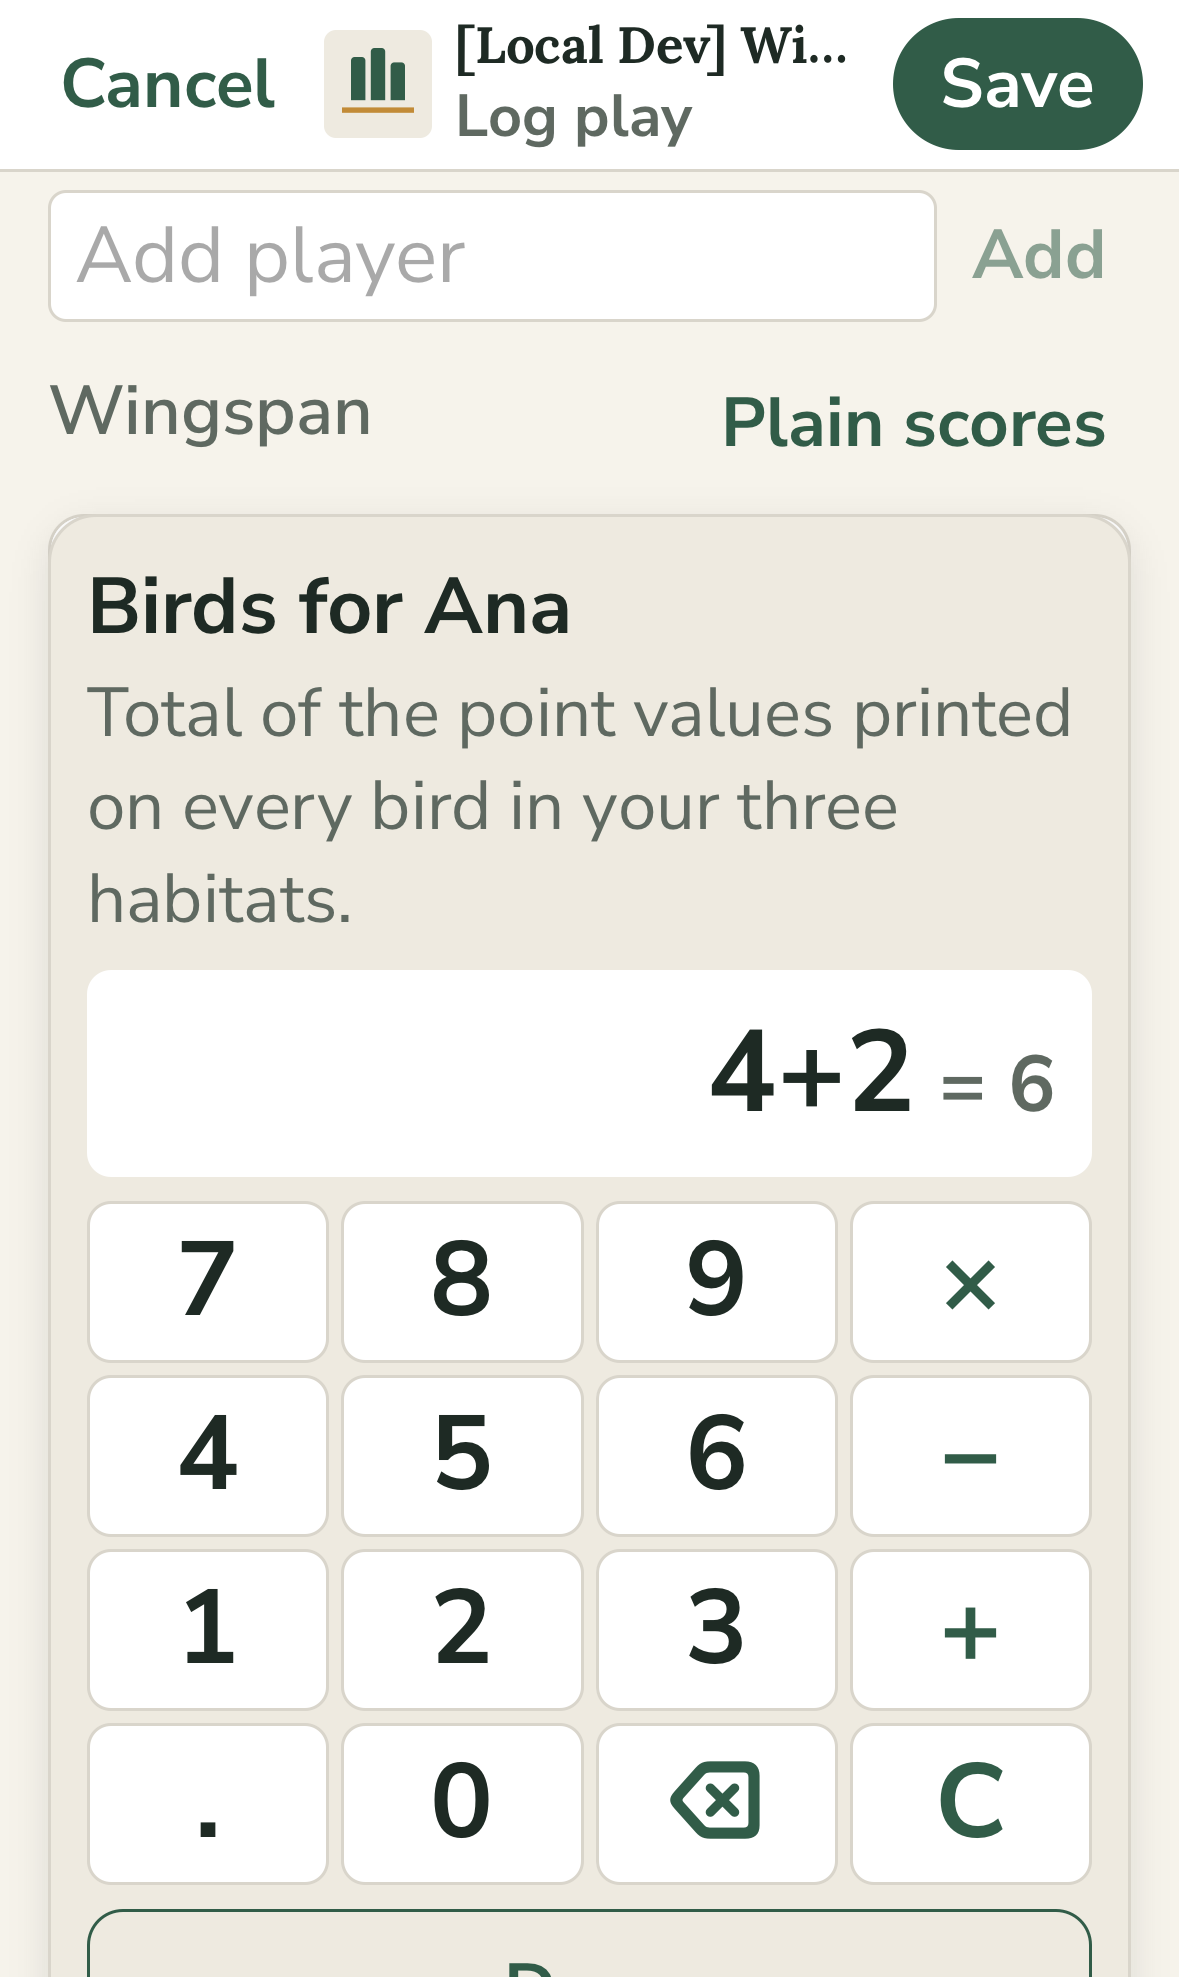 Cancel
[Local Dev] Wi...
Log play
Save
Add player
Add
Wingspan
Plain scores
Birds for Ana
Total of the point values printed
on every bird in your three
habitats.
4+2 = 6
7 8 9 ×
4 5 6 −
1 2 3 +
. 0 C